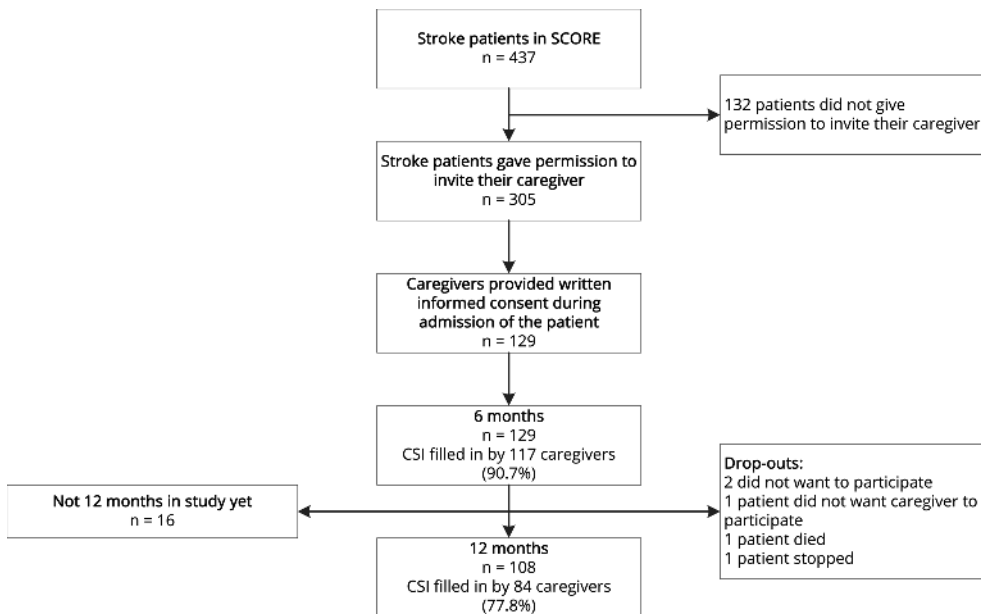 Stroke patients in SCORE
n = 437
132 patients did not give
permission to invite their caregiver
Stroke patients gave permission to
invite their caregiver
n = 305
Caregivers provided written
informed consent during
admission of the patient
n = 129
6 months
n = 129
CSI filled in by 117 caregivers
(90.7%)
Not 12 months in study yet
n = 16
Drop-outs:
2 did not want to participate
1 patient did not want caregiver to
participate
1 patient died
1 patient stopped
12 months
n = 108
CSI filled in by 84 caregivers
(77.8%)